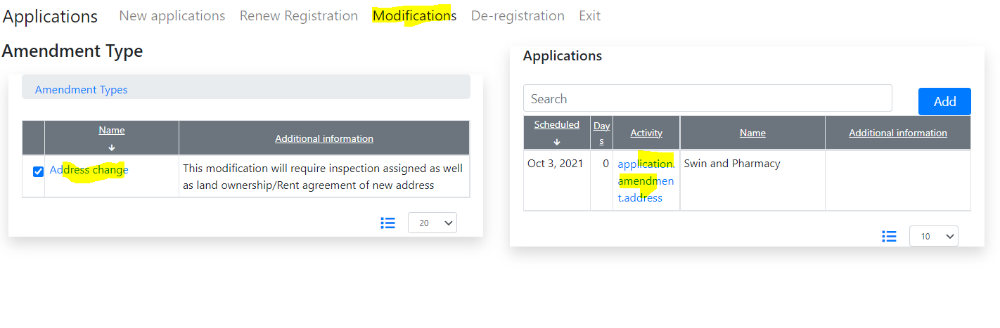 Applications New applications Renew Registration Modifications De-registration Exit
Amendment Type
Amendment Types
Name Additional information
Address change This modification will require inspection assigned as well
as land ownership/Rent agreement of new address
20
Applications
Search Add
Scheduled Day
s Activity Name Additional information
Oct 3, 2021 0 application. Swin and Pharmacy
amendmen
t.address
10